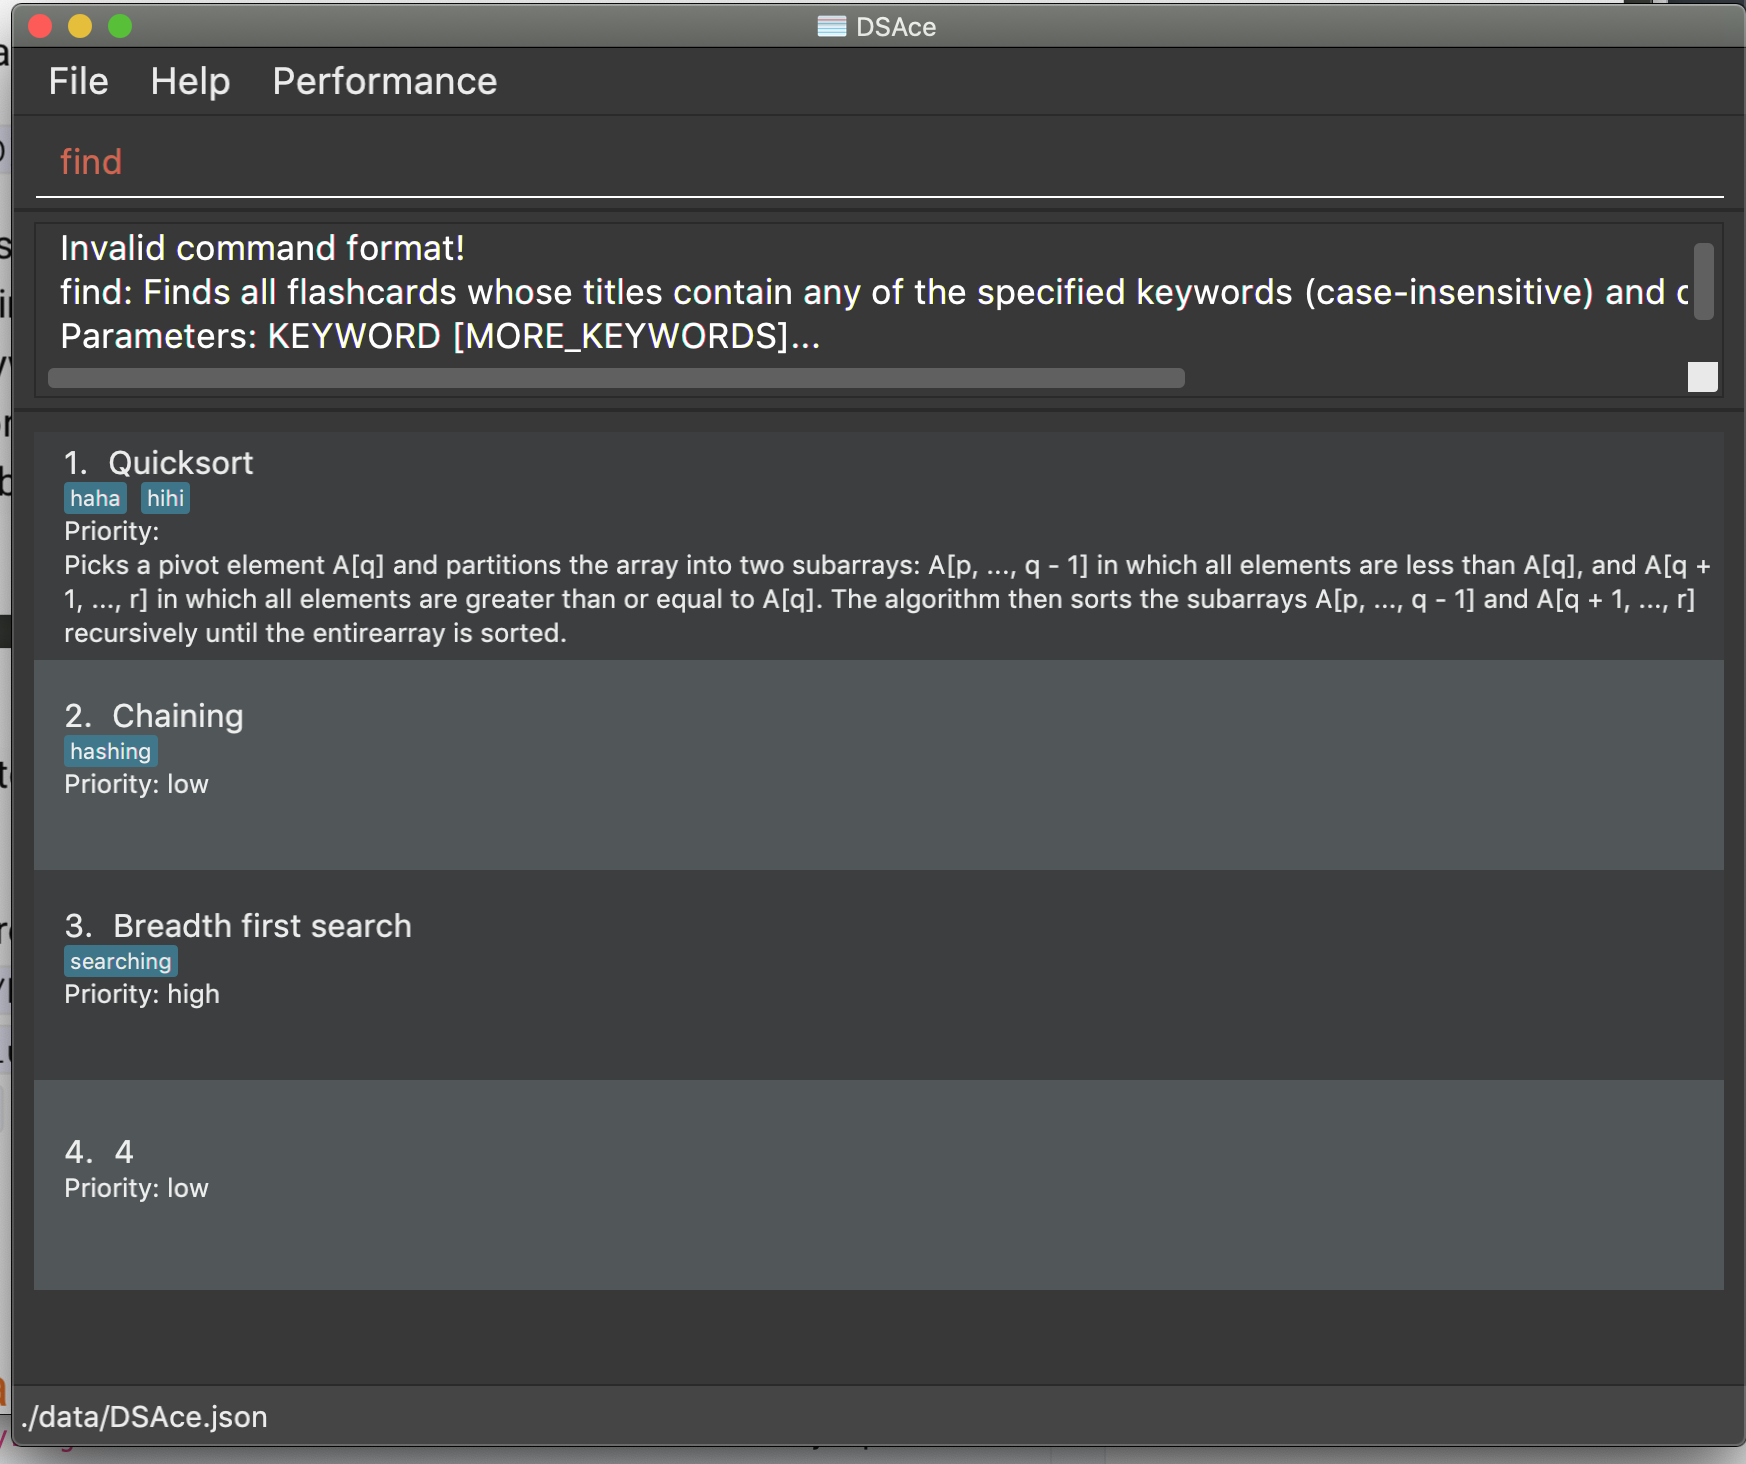 DSAce
File Help Performance
find
Invalid command format!
find: Finds all flashcards whose titles contain any of the specified keywords (case-insensitive) and
Parameters: KEYWORD [MORE_KEYWORDS]...
1. Quicksort
haha hihi
Priority:
Picks a pivot element A[q] and partitions the array into two subarrays: A[p, ..., q - 1] in which all elements are less than A[q], and A[q +
1, ..., r] in which all elements are greater than or equal to A[q]. The algorithm then sorts the subarrays A[p, ..., q - 1] and A[q + 1, ..., r]
recursively until the entirearray is sorted.
2. Chaining
hashing
Priority: low
3. Breadth first search
searching
Priority: high
4. 4
Priority: low
./data/DSAce.json